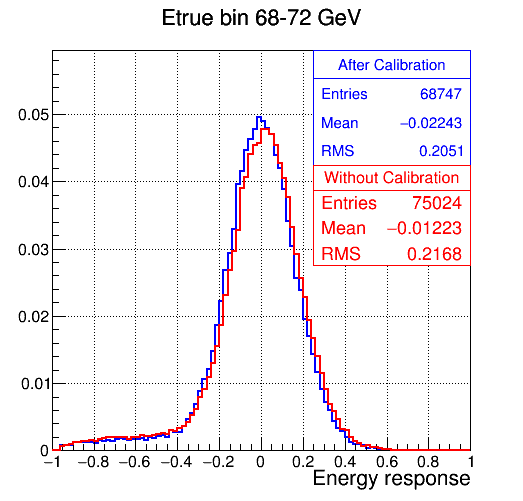 Etrue bin 68-72 GeV
After Calibration
Entries 68747
Mean −0.02243
RMS 0.2051
Without Calibration
Entries 75024
Mean −0.01223
RMS 0.2168
0.05
0.04
0.03
0.02
0.01
0
−1 −0.8 −0.6 −0.4 −0.2 0 0.2 0.4 0.6 0.8 1
Energy response